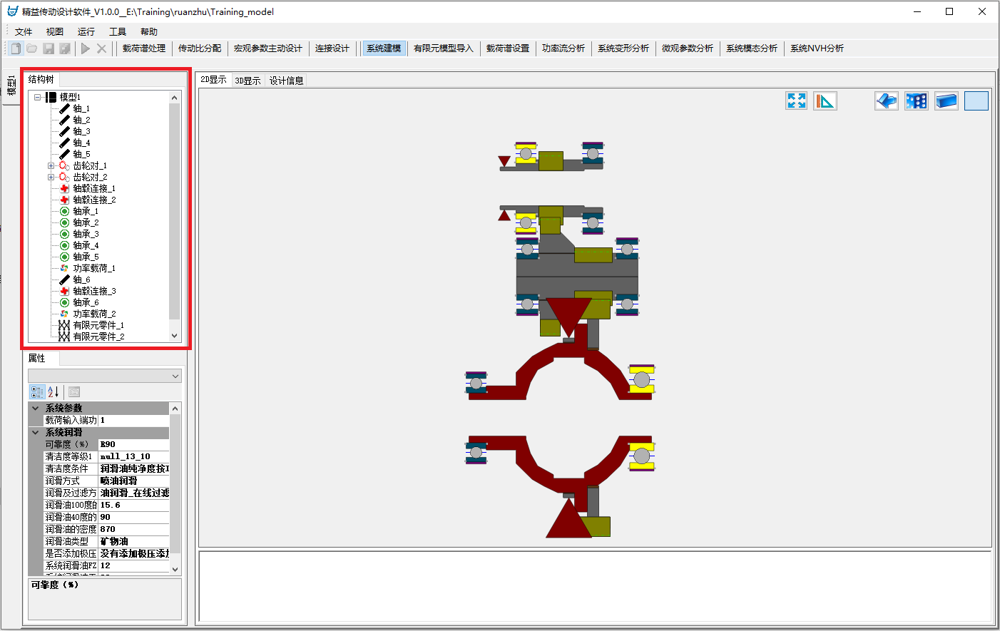 精益传动设计软件_V1.0.0__E:\Training\ruanzhu\Training_model
文件 视图 运行 工具 帮助
载荷谱处理 传动比分配 宏观参数主动设计 连接设计 系统建模 有限元模型导入 载荷谱设置 功率流分析 系统变形分析 微观参数分析 系统模态分析 系统NVH分析
模型1
结构树
模型1
轴_1
轴_2
轴_3
轴_4
轴_5
齿轮对_1
齿轮对_2
轴毂连接_1
轴毂连接_2
轴承_1
轴承_2
轴承_3
轴承_4
轴承_5
功率载荷_1
轴_6
轴毂连接_3
轴承_6
功率载荷_2
有限元零件_1
有限元零件_2
属性
系统参数
载荷输入端功 1
系统润滑
可靠度（%） R90
清洁度等级1 null_13_10
清洁度条件 润滑油纯净度按I
润滑方式 喷油润滑
润滑及过滤方 油润滑_在线过滤
润滑油100度的 15.6
润滑油40度的 90
润滑油的密度 870
润滑油类型 矿物油
是否添加极压 没有添加极压添加
系统润滑油FZ 12
可靠度（%）
2D显示 3D显示 设计信息